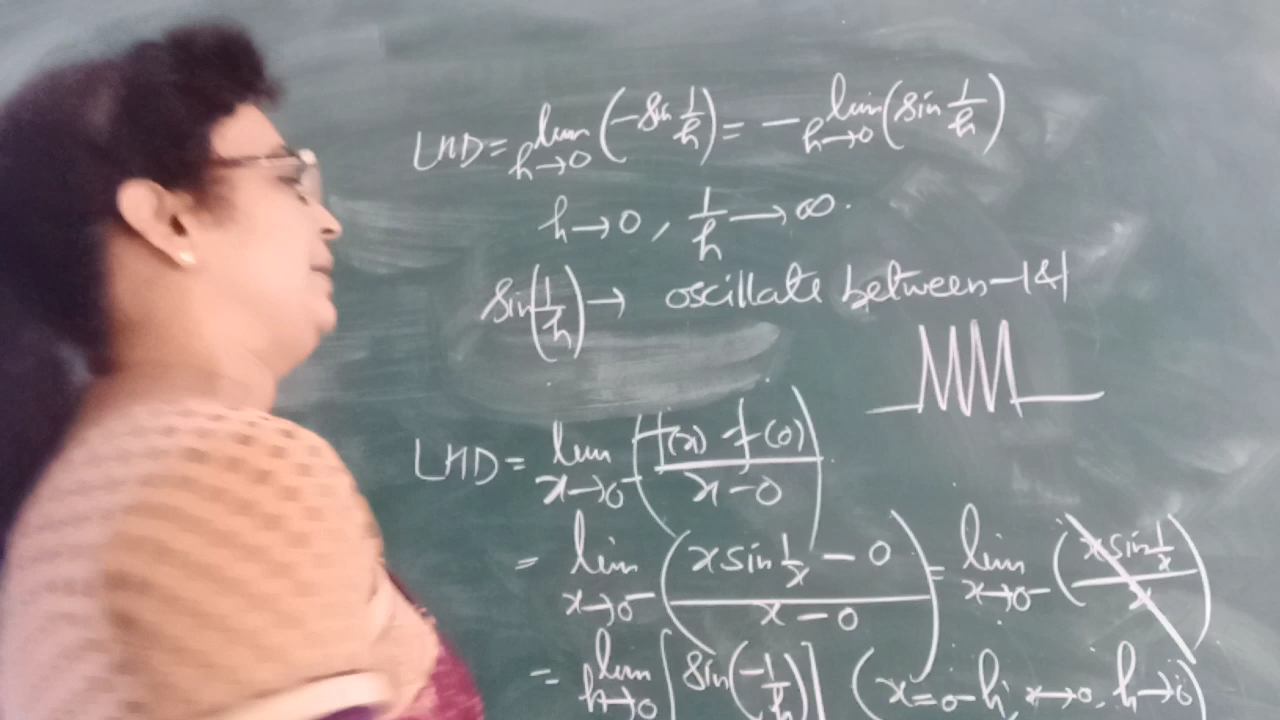 LHD = lim h→0 (-sin 1/h) = - lim h→0 (sin 1/h)
h→0, 1/h → ∞.
sin(1/h) → oscillate between -1 & 1
LHD = lim x→0⁻ (f(x) - f(0) / x - 0)
= lim x→0⁻ (x sin 1/x - 0 / x - 0) = lim x→0⁻ (x sin 1/x / x)
= lim h→0 [sin(-1/h)] (x = 0 - h, x→0, h→0)